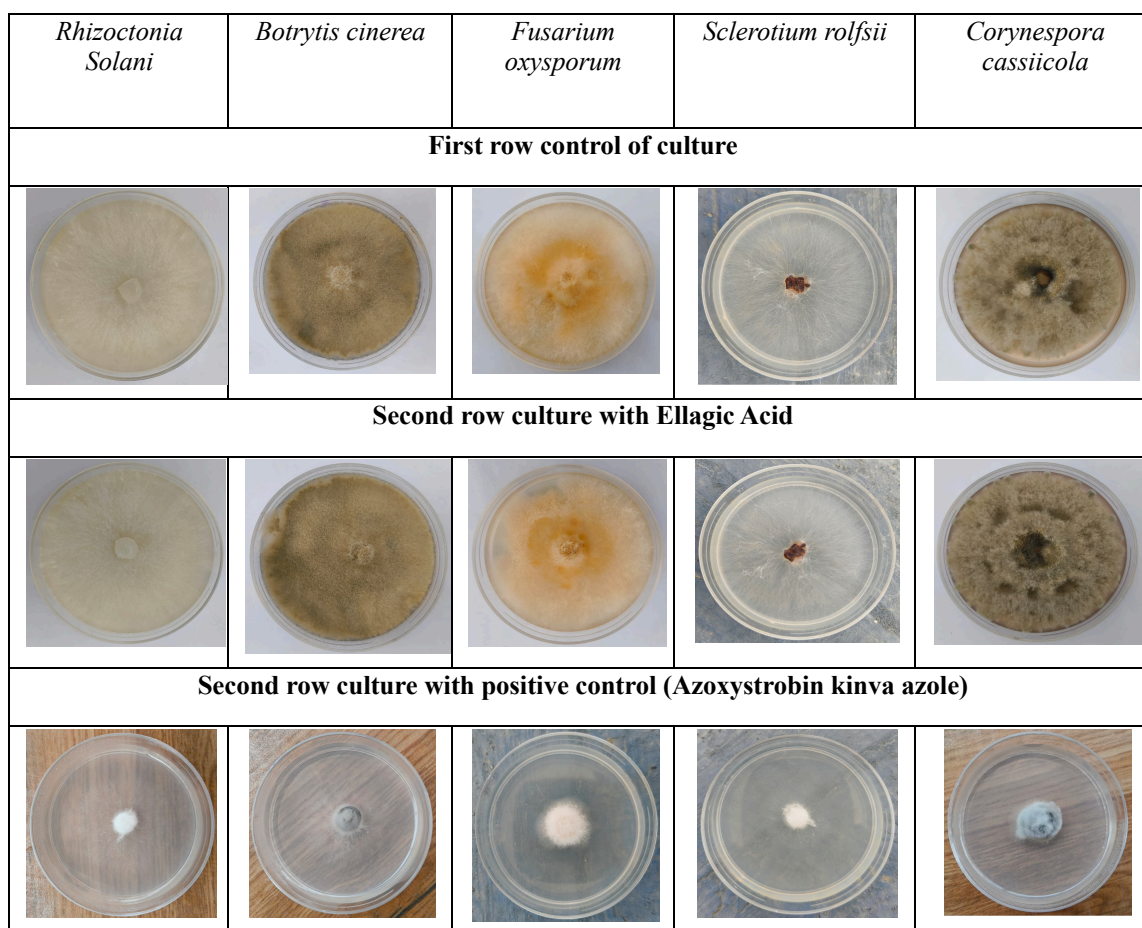 Rhizoctonia
Solani
Botrytis cinerea
Fusarium
oxysporum
Sclerotium rolfsii
Corynespora
cassiicola
First row control of culture
Second row culture with Ellagic Acid
Second row culture with positive control (Azoxystrobin kinva azole)